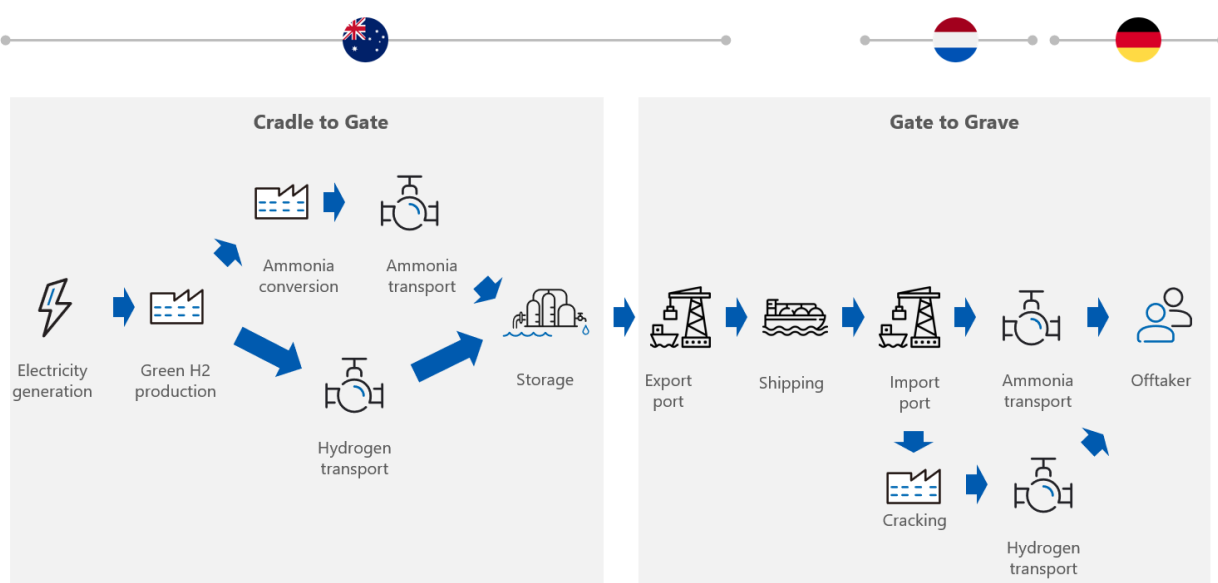 Cradle to Gate
Gate to Grave
Ammonia
conversion
Ammonia
transport
Electricity
generation
Green H2
production
Hydrogen
transport
Storage
Export
port
Shipping
Import
port
Ammonia
transport
Offtaker
Cracking
Hydrogen
transport